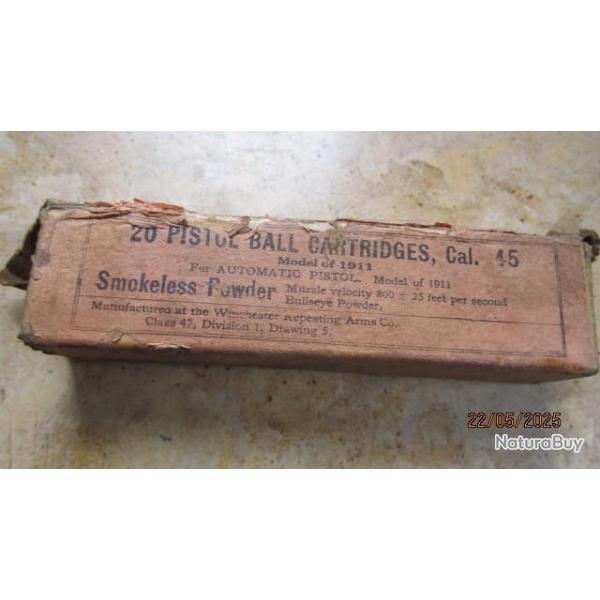 20 PISTOL BALL CARTRIDGES, Cal. 45
Model of 1911
For AUTOMATIC PISTOL. Model of 1911
Smokeless Powder Muzzle velocity 800 ± 25 feet per second
Bullseye Powder,
Manufactured at the Winchester Repeating Arms Co.
Class 47, Division 1, Drawing 5.
22/05/2025
NaturaBuy